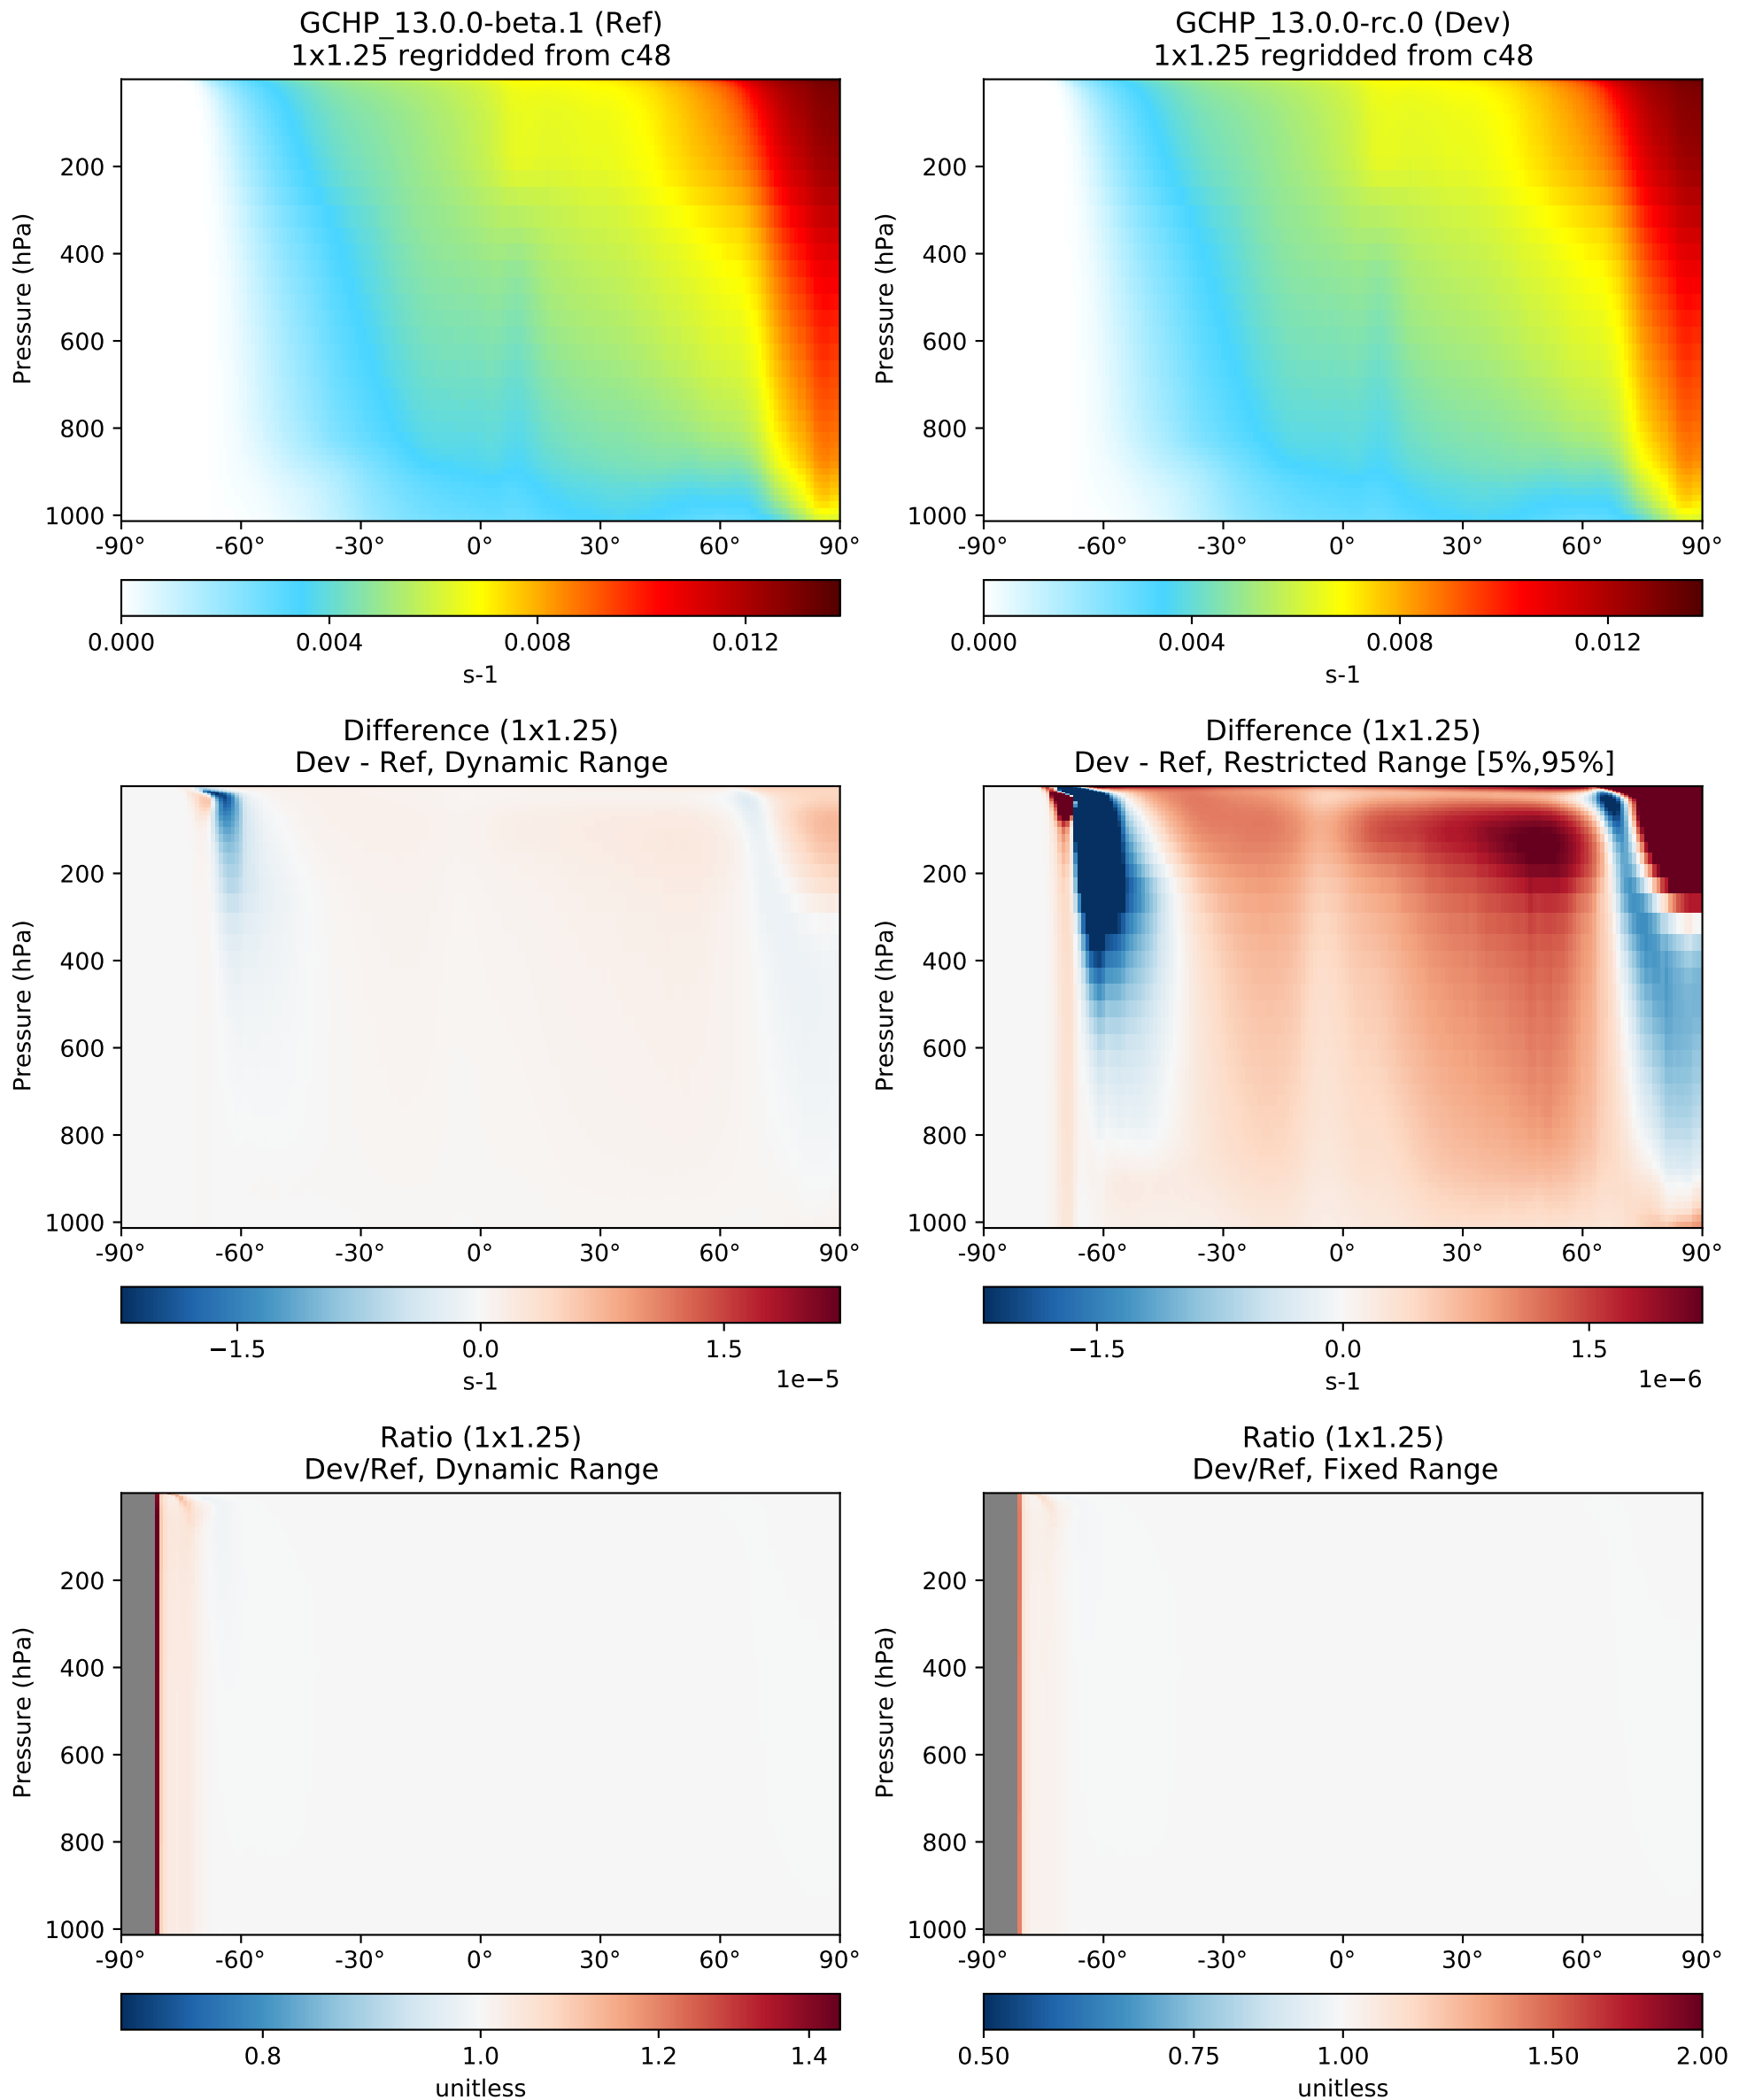 GCHP_13.0.0-beta.1 (Ref)
1x1.25 regridded from c48
Pressure (hPa)
200
400
600
800
1000
-90° -60° -30° 0° 30° 60° 90°
0.000 0.004 0.008 0.012
s-1
GCHP_13.0.0-rc.0 (Dev)
1x1.25 regridded from c48
Pressure (hPa)
200
400
600
800
1000
-90° -60° -30° 0° 30° 60° 90°
0.000 0.004 0.008 0.012
s-1
Difference (1x1.25)
Dev - Ref, Dynamic Range
Pressure (hPa)
200
400
600
800
1000
-90° -60° -30° 0° 30° 60° 90°
−1.5 0.0 1.5
s-1 1e−5
Difference (1x1.25)
Dev - Ref, Restricted Range [5%,95%]
Pressure (hPa)
200
400
600
800
1000
-90° -60° -30° 0° 30° 60° 90°
−1.5 0.0 1.5
s-1 1e−6
Ratio (1x1.25)
Dev/Ref, Dynamic Range
Pressure (hPa)
200
400
600
800
1000
-90° -60° -30° 0° 30° 60° 90°
0.8 1.0 1.2 1.4
unitless
Ratio (1x1.25)
Dev/Ref, Fixed Range
Pressure (hPa)
200
400
600
800
1000
-90° -60° -30° 0° 30° 60° 90°
0.50 0.75 1.00 1.50 2.00
unitless